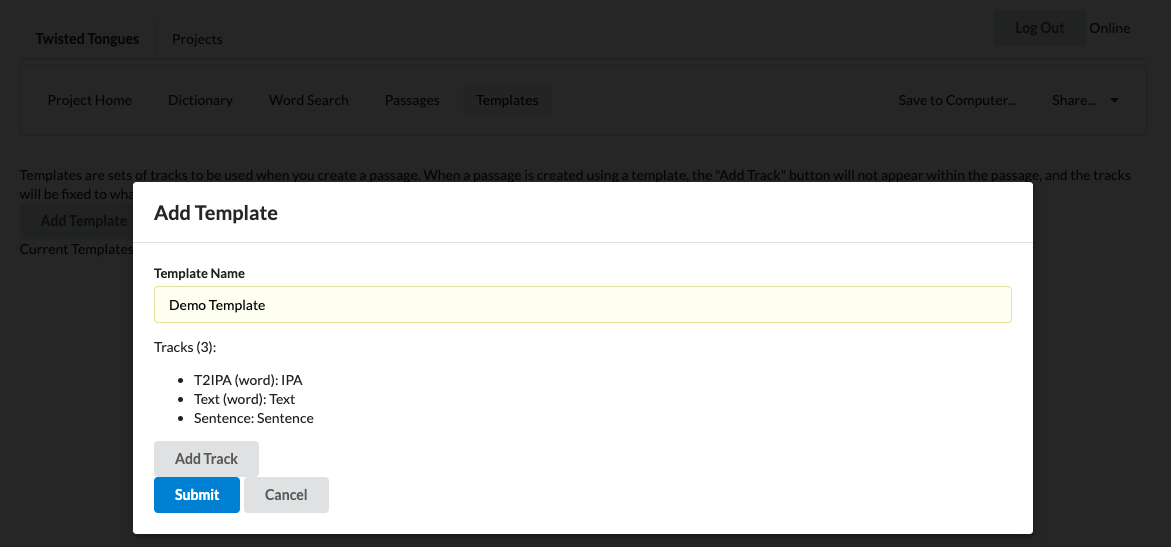 Twisted Tongues Projects Log Out Online
Project Home Dictionary Word Search Passages Templates Save to Computer... Share...
Templates are sets of tracks to be used when you create a passage. When a passage is created using a template, the "Add Track" button will not appear within the passage, and the tracks
will be fixed to wha
Add Template
Current Templates
Add Template
Template Name
Demo Template
Tracks (3):
• T2IPA (word): IPA
• Text (word): Text
• Sentence: Sentence
Add Track
Submit Cancel